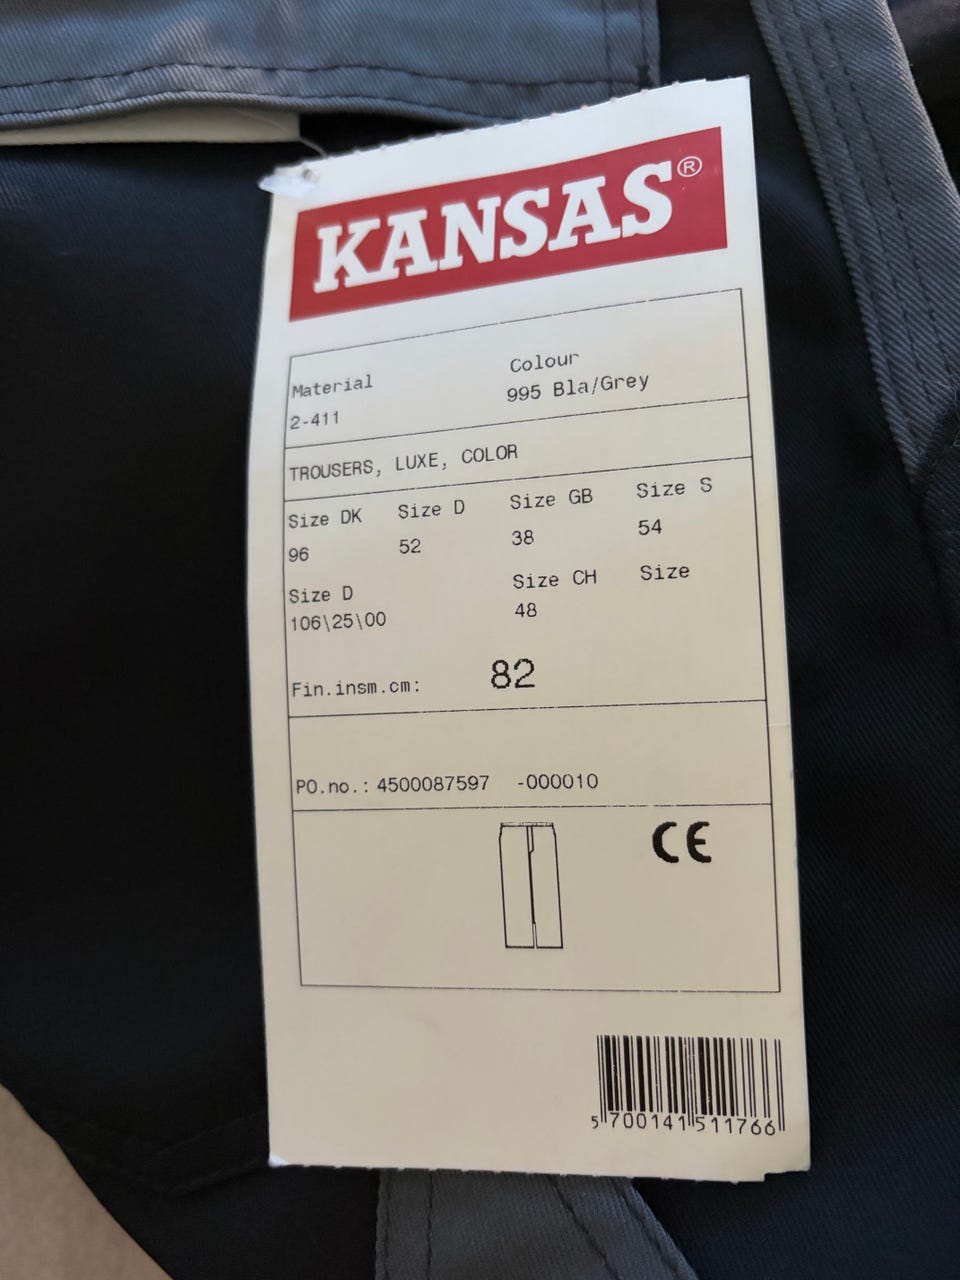 KANSAS®
Material Colour
2-411 995 Bla/Grey
TROUSERS, LUXE, COLOR
Size DK Size D Size GB Size S
96 52 38 54
Size D Size CH Size
106\25\00 48
Fin.insm.cm: 82
PO.no.: 4500087597 -000010
CE
5 700141 511766